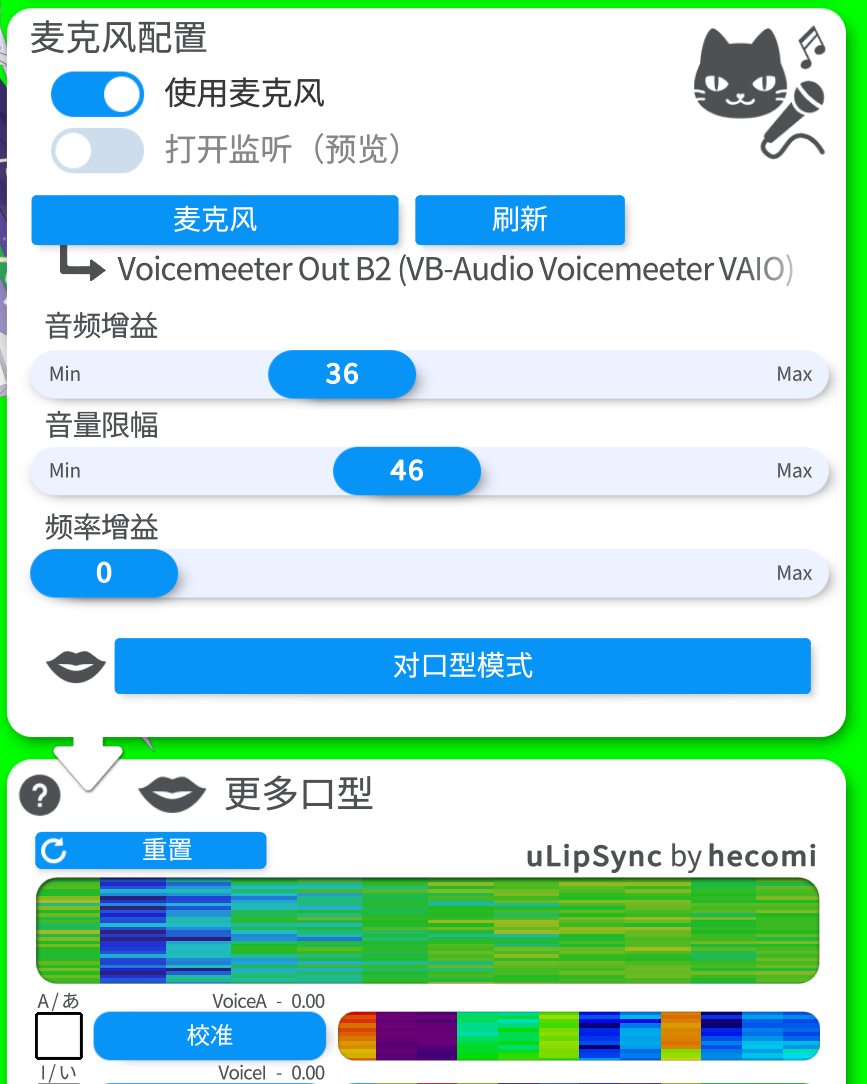 麦克风配置
使用麦克风
打开监听（预览）
麦克风 刷新
Voicemeeter Out B2 (VB-Audio Voicemeeter VAIO)
音频增益
Min 36 Max
音量限幅
Min 46 Max
频率增益
0 Max
对口型模式
? 更多口型
重置
uLipSync by hecomi
A / あ VoiceA - 0.00
校准
I / い VoiceI - 0.00